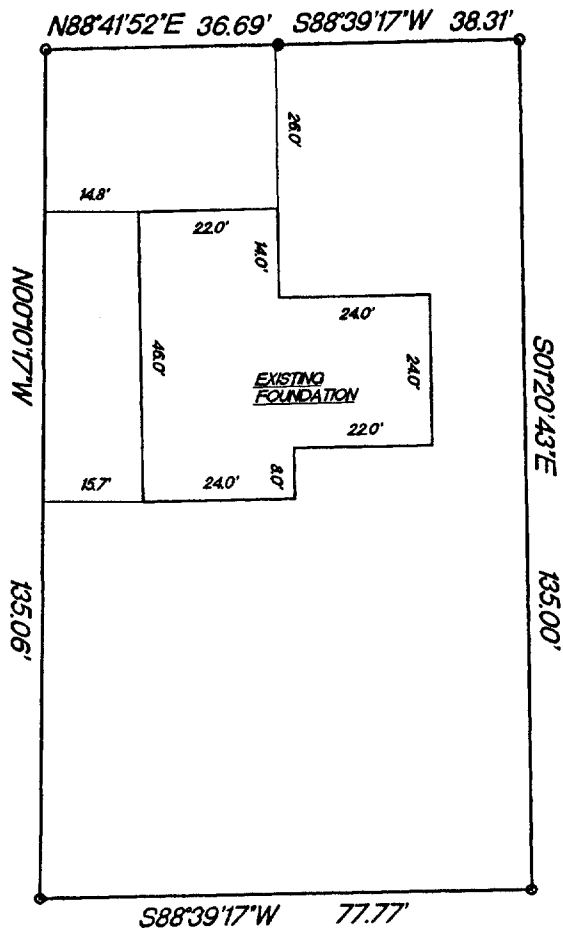 N88°41'52"E 36.69' S88°39'17"W 38.31'
26.0'
14.8'
22.0'
14.0'
24.0'
N00°10'17"W
46.0'
24.0'
S01°20'43"E
EXISTING
FOUNDATION
22.0'
15.7'
24.0'
8.0'
135.06'
135.00'
S88°39'17"W 77.77'